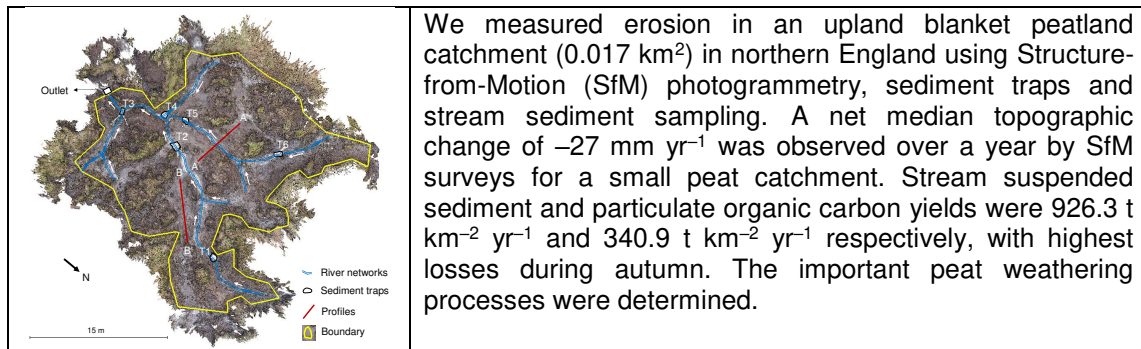 Outlet
T3
T4
T5
T2
A
T6
B
N
River networks
Sediment traps
Profiles
Boundary
15 m
We measured erosion in an upland blanket peatland
catchment (0.017 km²) in northern England using Structure-
from-Motion (SfM) photogrammetry, sediment traps and
stream sediment sampling. A net median topographic
change of –27 mm yr⁻¹ was observed over a year by SfM
surveys for a small peat catchment. Stream suspended
sediment and particulate organic carbon yields were 926.3 t
km⁻² yr⁻¹ and 340.9 t km⁻² yr⁻¹ respectively, with highest
losses during autumn. The important peat weathering
processes were determined.